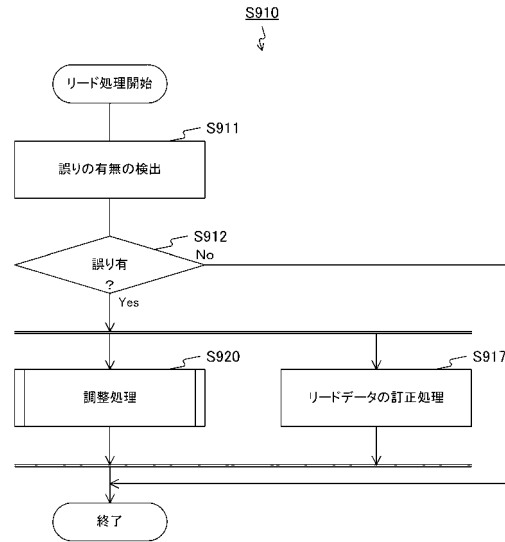 S910
リード処理開始
S911
誤りの有無の検出
S912
誤り有
?
No
Yes
S920
調整処理
S917
リードデータの訂正処理
終了